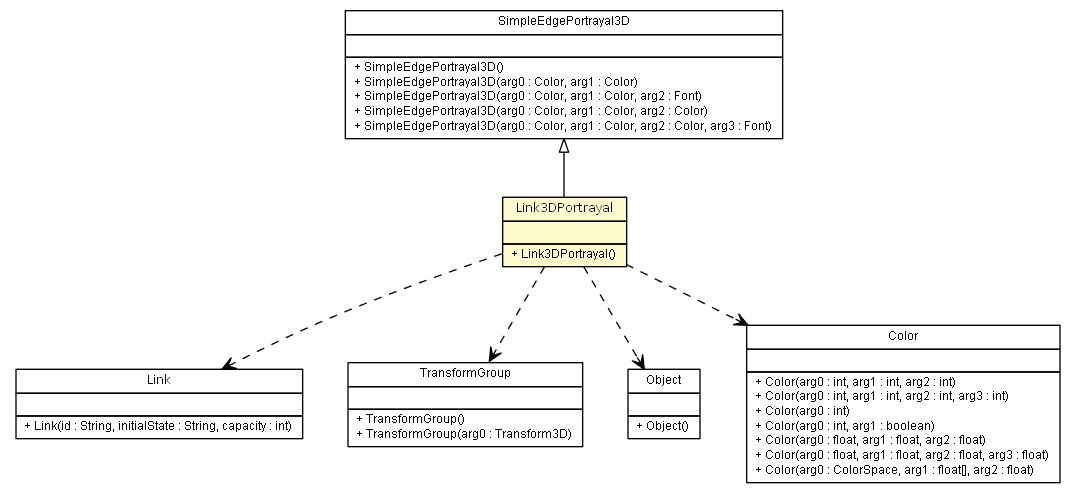 SimpleEdgePortrayal3D
+ SimpleEdgePortrayal3D()
+ SimpleEdgePortrayal3D(arg0 : Color, arg1 : Color)
+ SimpleEdgePortrayal3D(arg0 : Color, arg1 : Color, arg2 : Font)
+ SimpleEdgePortrayal3D(arg0 : Color, arg1 : Color, arg2 : Color)
+ SimpleEdgePortrayal3D(arg0 : Color, arg1 : Color, arg2 : Color, arg3 : Font)
Link3DPortrayal
+ Link3DPortrayal()
Link
+ Link(id : String, initialState : String, capacity : int)
TransformGroup
+ TransformGroup()
+ TransformGroup(arg0 : Transform3D)
Object
+ Object()
Color
+ Color(arg0 : int, arg1 : int, arg2 : int)
+ Color(arg0 : int, arg1 : int, arg2 : int, arg3 : int)
+ Color(arg0 : int)
+ Color(arg0 : int, arg1 : boolean)
+ Color(arg0 : float, arg1 : float, arg2 : float)
+ Color(arg0 : float, arg1 : float, arg2 : float, arg3 : float)
+ Color(arg0 : ColorSpace, arg1 : float[], arg2 : float)